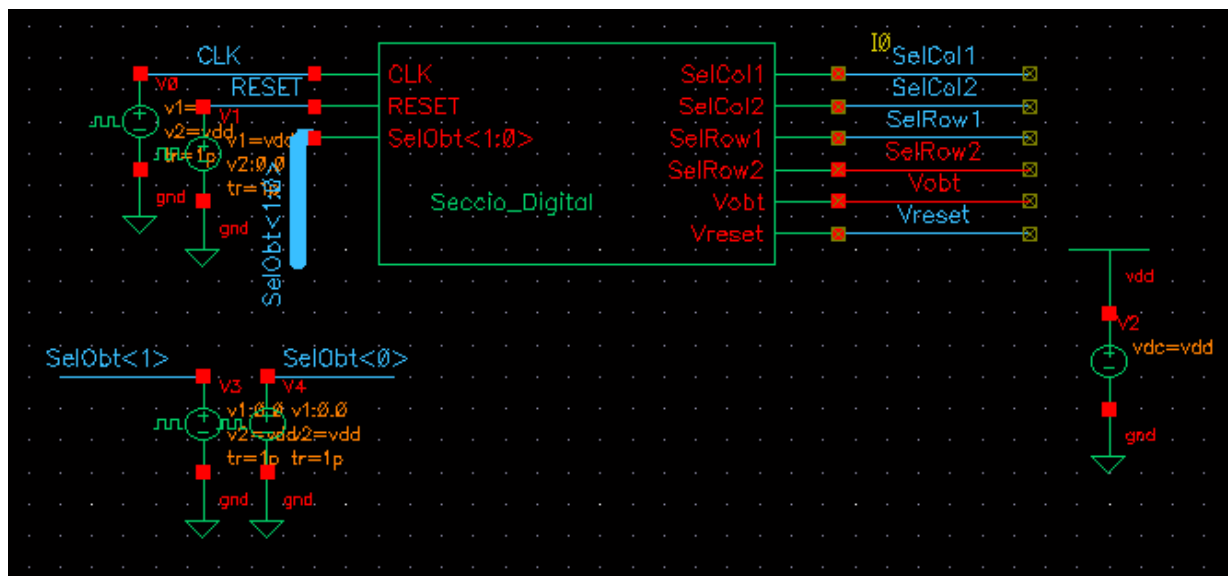 CLK
RESET
V0
v1=
v2=vdd
tr=1p
gnd
V1
v1=vdd
v2:0.0
gnd
SelObt<1:0>
I0
CLK
RESET
SelObt<1:0>
Seccio_Digital
SelCol1
SelCol2
SelRow1
SelRow2
Vobt
Vreset
SelCol1
SelCol2
SelRow1
SelRow2
Vobt
Vreset
vdd
V2
vdc=vdd
gnd
SelObt<1>
SelObt<0>
V3
V4
v1:0.0 v1:0.0
v2=vdd
v2=vdd
tr=1p tr=1p
gnd
gnd